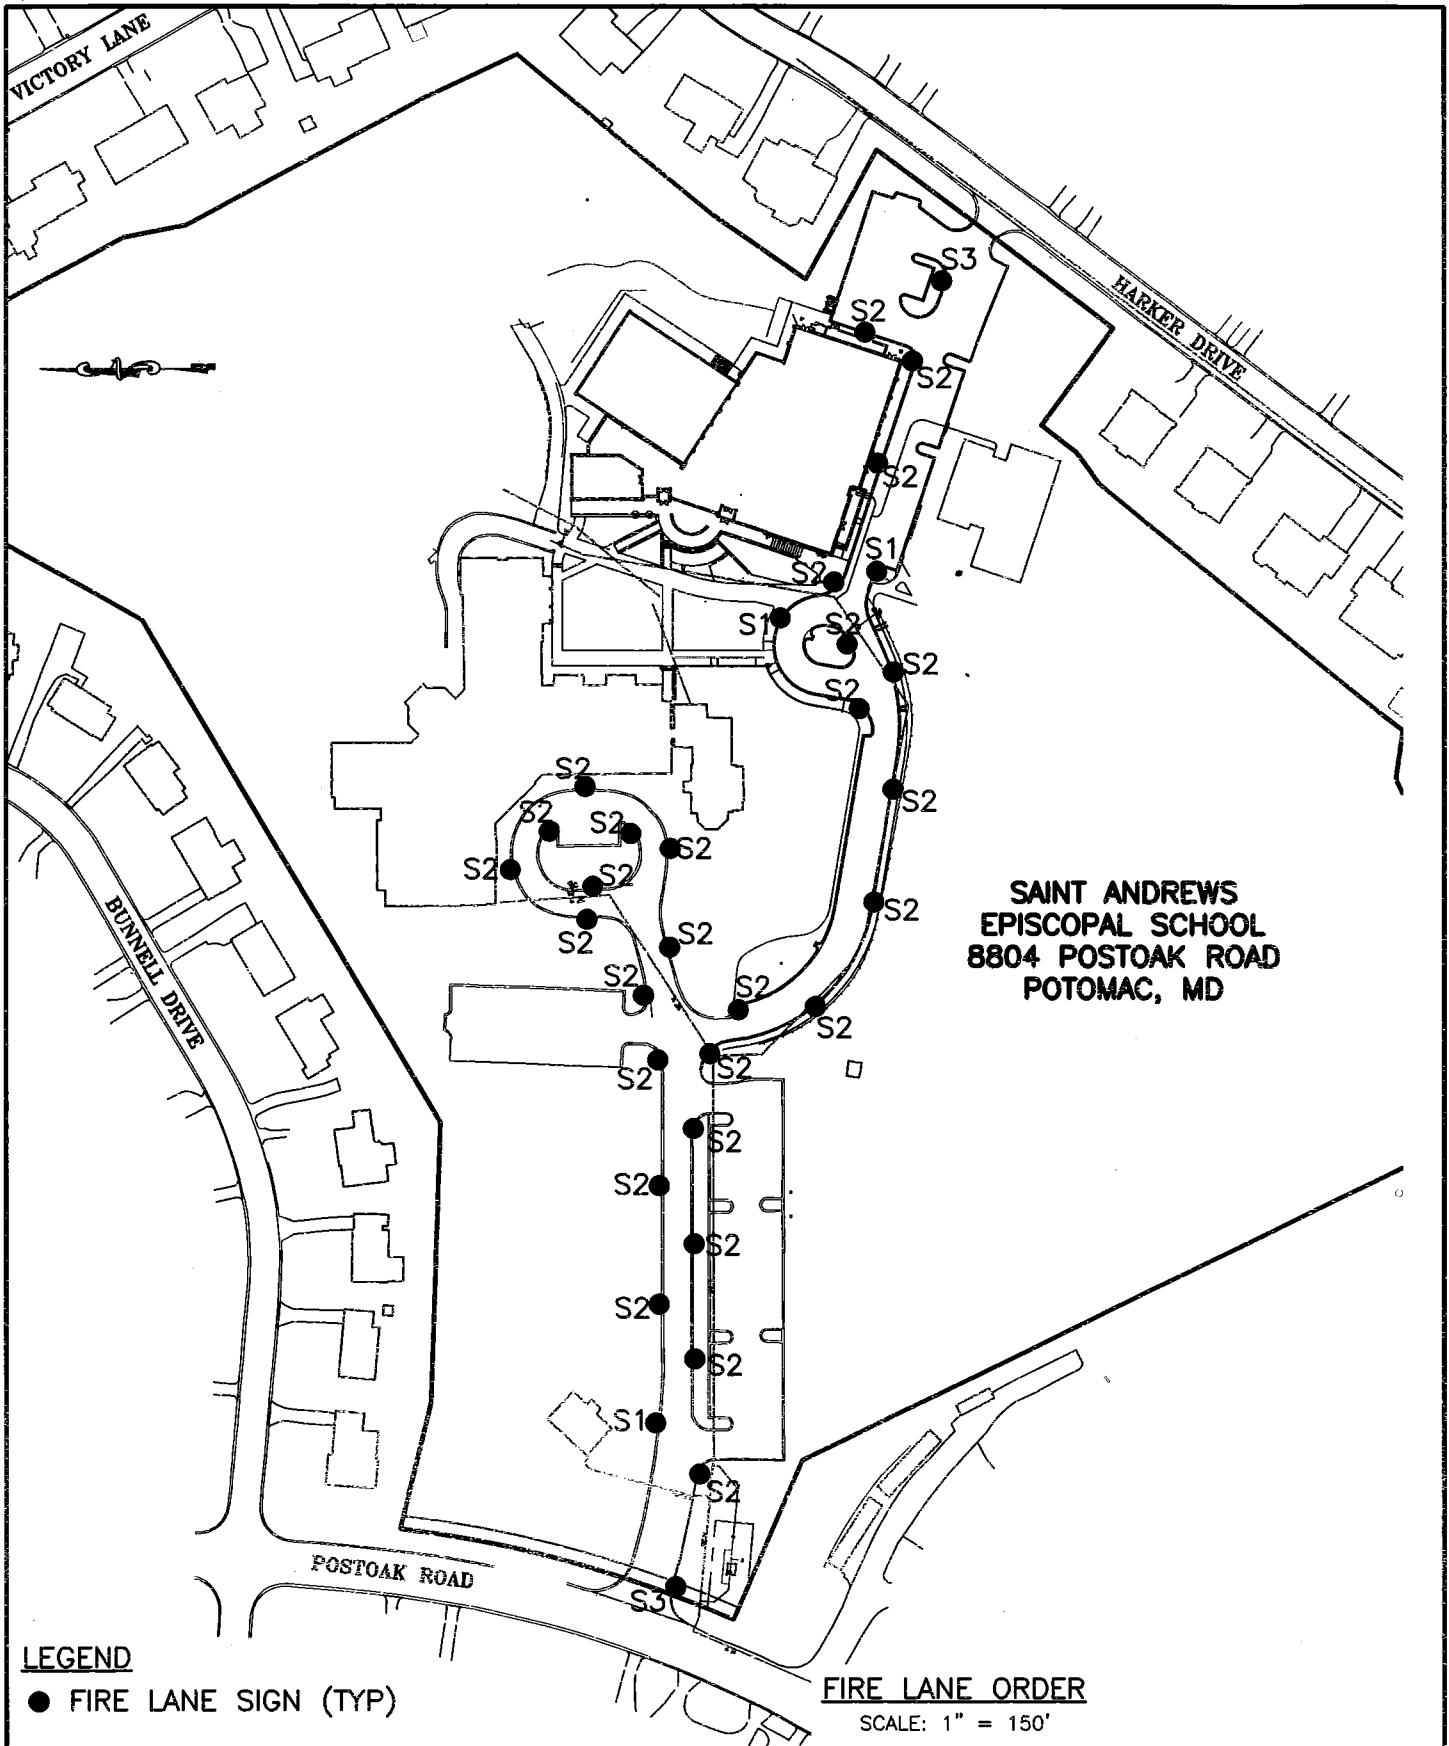 VICTORY LANE
HARKER DRIVE
S3
S2
S2
S2
S1
S2
S1
S2
S2
S2
S2
S2
S2
S2
S2
S2
S2
S2
S2
S2
S2
SAINT ANDREWS
EPISCOPAL SCHOOL
8804 POSTOAK ROAD
POTOMAC, MD
BUNNELL DRIVE
S2
S2
S2
S2
S2
S2
S2
S2
S2
S1
S2
S3
POSTOAK ROAD
LEGEND
● FIRE LANE SIGN (TYP)
FIRE LANE ORDER
SCALE: 1" = 150'